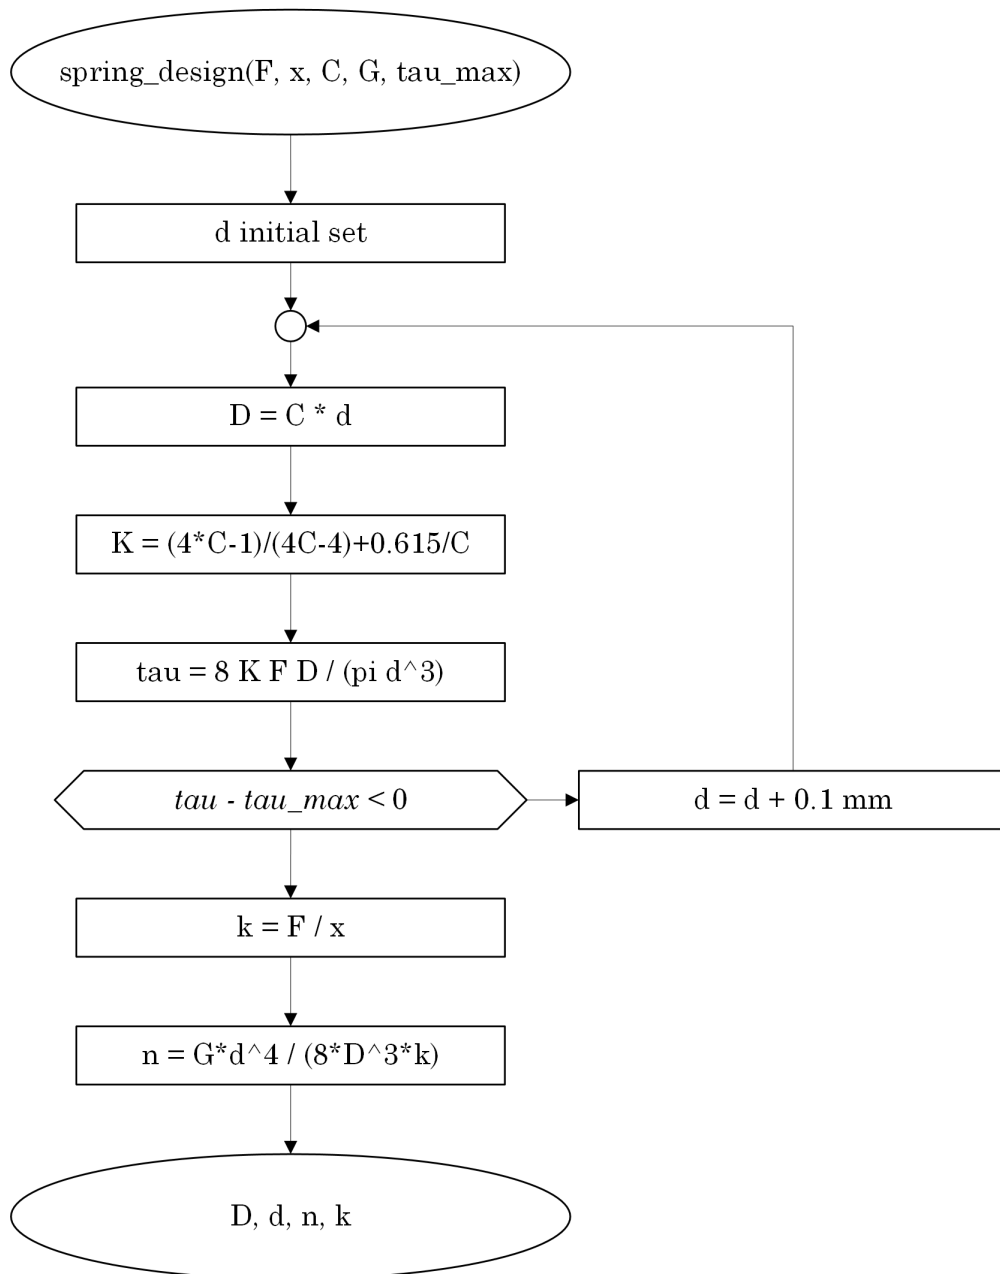 spring_design(F, x, C, G, tau_max)
d initial set
D = C * d
K = (4*C-1)/(4C-4)+0.615/C
tau = 8 K F D / (pi d^3)
tau - tau_max < 0
d = d + 0.1 mm
k = F / x
n = G*d^4 / (8*D^3*k)
D, d, n, k